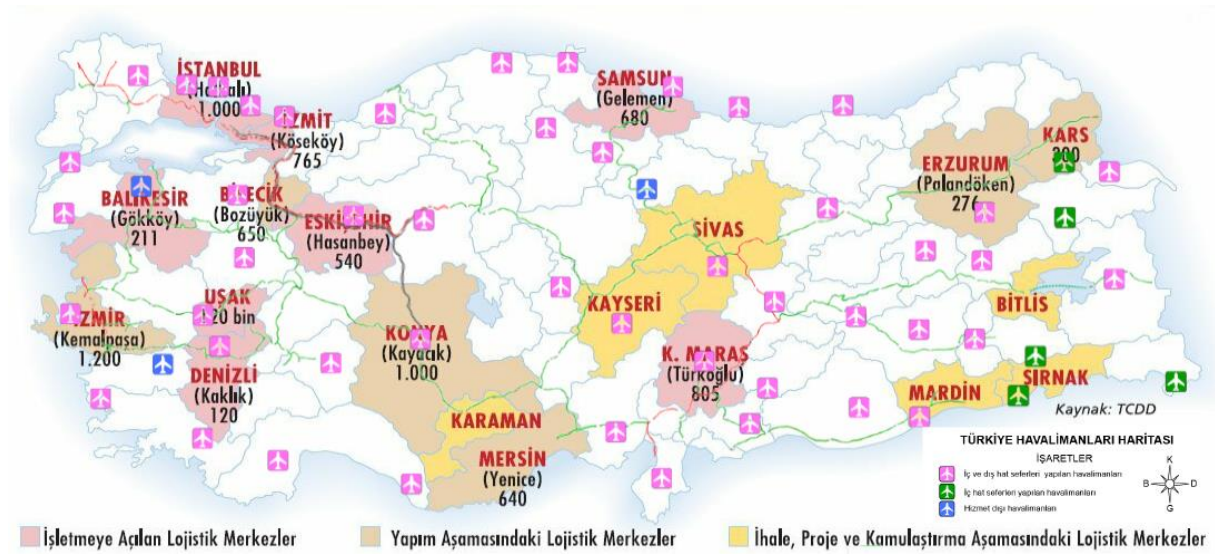 İSTANBUL
1.000
İZMİT
(Köseköy)
765
SAMSUN
(Gelemen)
680
KARS
ERZURUM
(Palandöken)
276
BALIKESİR
(Gökköy)
211
BİLECİK
(Bozüyük)
650
ESKİŞEHİR
(Hasanbey)
540
SİVAS
KAYSERİ
BİTLİS
UŞAK
İZMİR
(Kemalpaşa)
1.200
KONYA
(Kayacık)
1.000
K. MARAŞ
(Türkoğlu)
805
DENİZLİ
(Kaklık)
120
MARDİN
ŞIRNAK
KARAMAN
MERSİN
(Yenice)
640
Kaynak: TCDD
TÜRKİYE HAVALİMANLARI HARİTASI
İŞARETLER
İç ve dış hat seferleri yapılan havalimanları
İç hat seferleri yapılan havalimanları
Hizmet dışı havalimanları
K
B D
G
İşletmeye Açılan Lojistik Merkezler
Yapım Aşamasındaki Lojistik Merkezler
İhale, Proje ve Kamulaştırma Aşamasındaki Lojistik Merkezler